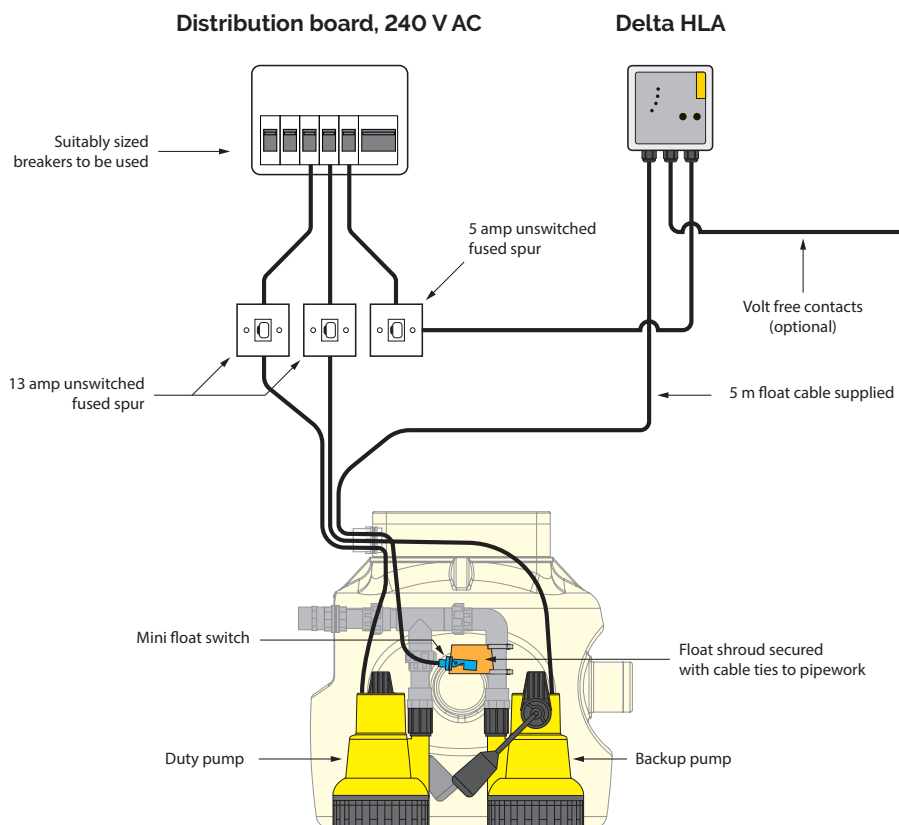 Distribution board, 240 V AC
Delta HLA
Suitably sized
breakers to be used
5 amp unswitched
fused spur
Volt free contacts
(optional)
13 amp unswitched
fused spur
5 m float cable supplied
Mini float switch
Float shroud secured
with cable ties to pipework
Duty pump
Backup pump